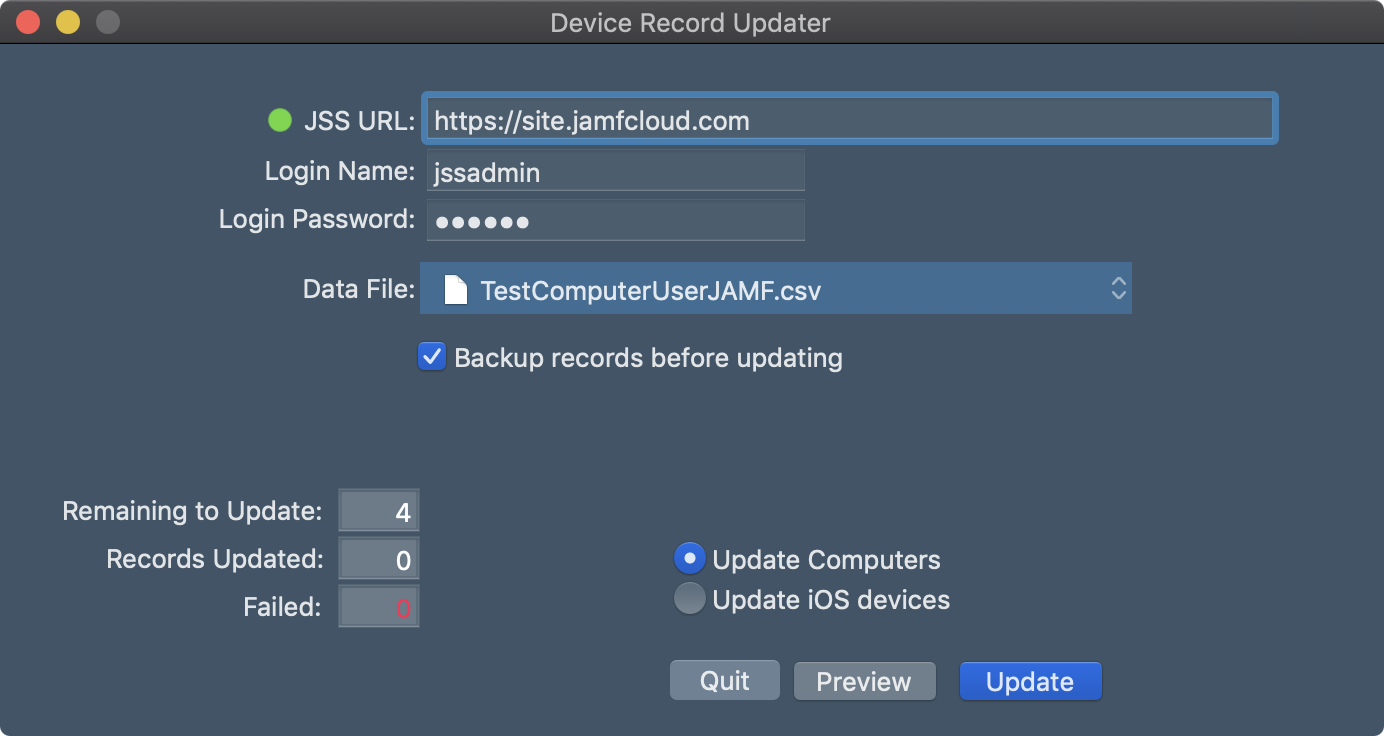 Device Record Updater
JSS URL: https://site.jamfcloud.com
Login Name: jssadmin
Login Password: ●●●●●●
Data File: TestComputerUserJAMF.csv
Backup records before updating
Remaining to Update: 4
Records Updated: 0
Update Computers
Failed: 0
Update iOS devices
Quit Preview Update